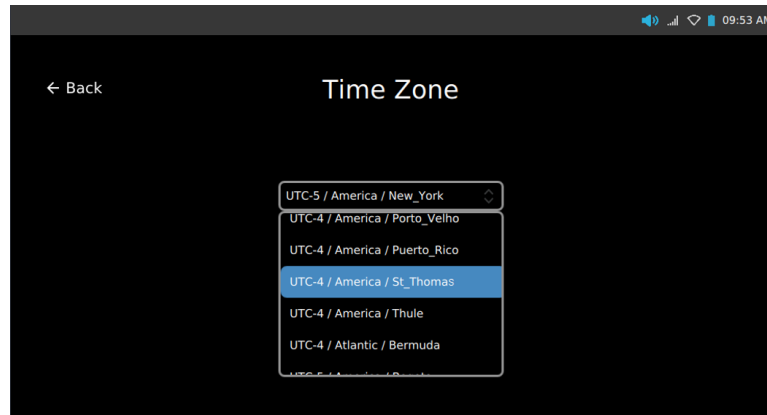 09:53 AM
← Back
Time Zone
UTC-5 / America / New_York
UTC-4 / America / Porto_Velho
UTC-4 / America / Puerto_Rico
UTC-4 / America / St_Thomas
UTC-4 / America / Thule
UTC-4 / Atlantic / Bermuda